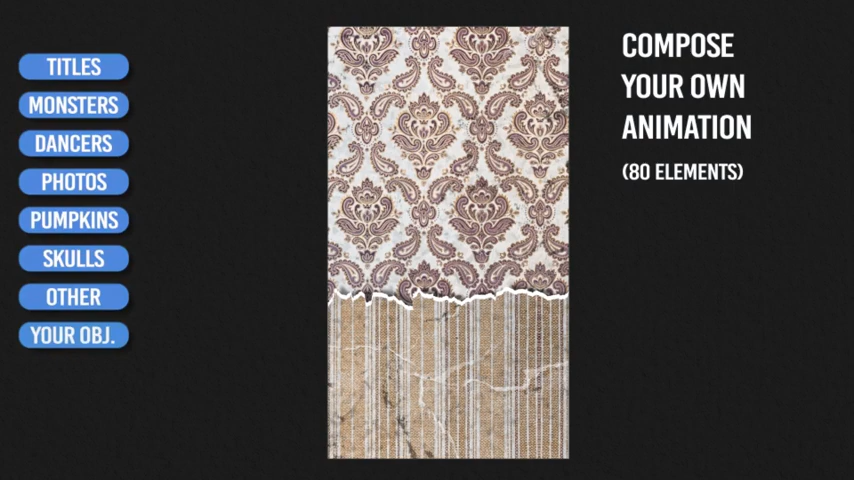 TITLES
MONSTERS
DANCERS
PHOTOS
PUMPKINS
SKULLS
OTHER
YOUR OBJ.
COMPOSE
YOUR OWN
ANIMATION
(80 ELEMENTS)